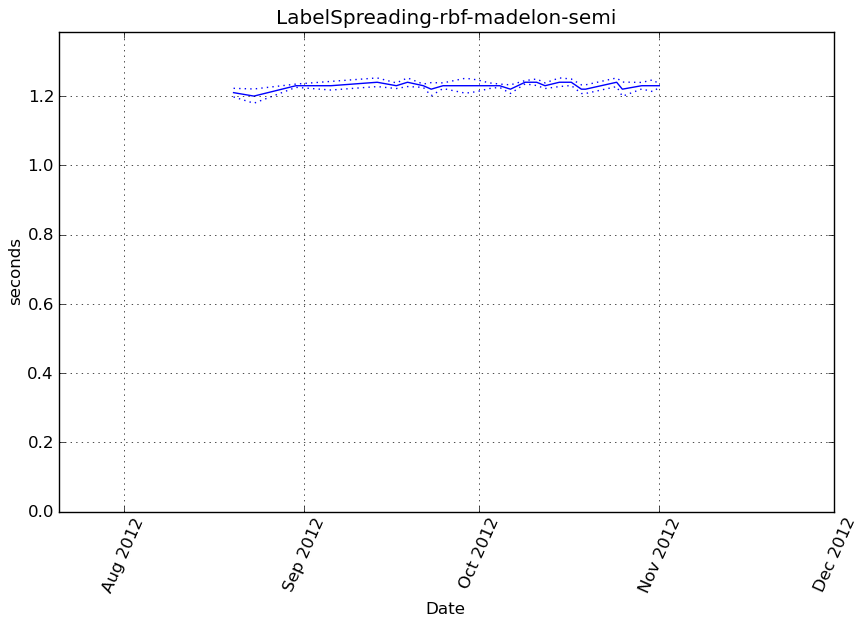 LabelSpreading-rbf-madelon-semi
1.2
1.0
0.8
0.6
0.4
0.2
0.0
seconds
Aug 2012
Sep 2012
Oct 2012
Nov 2012
Dec 2012
Date